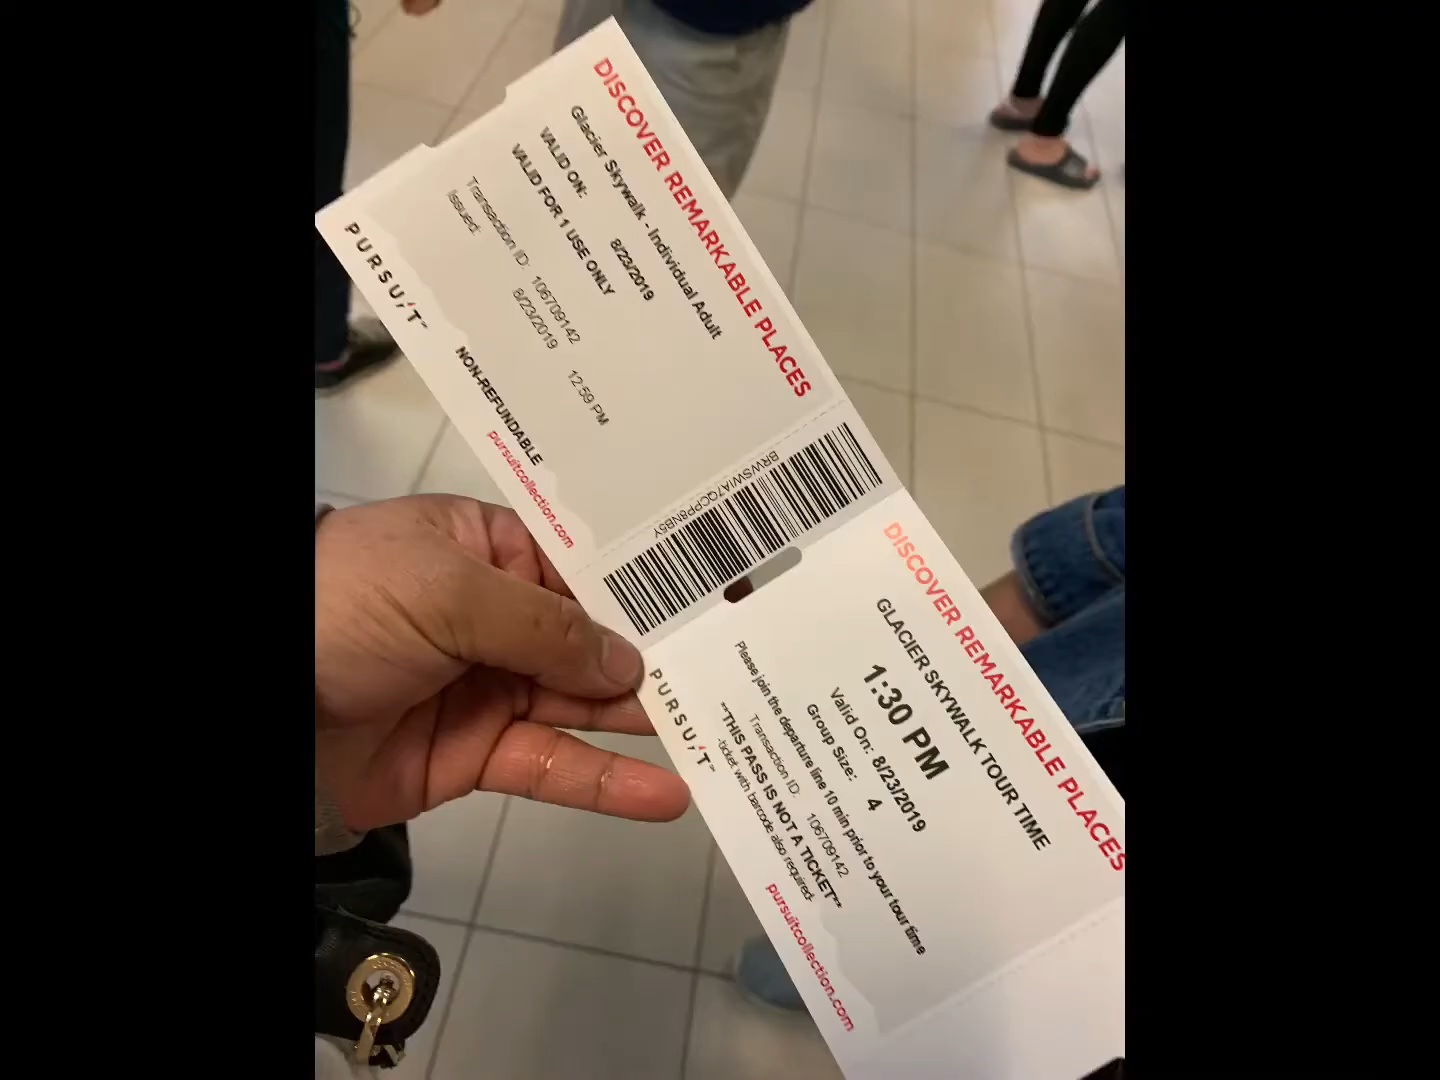 DISCOVER REMARKABLE PLACES
Glacier Skywalk - Individual Adult
VALID ON: 8/23/2019
VALID FOR 1 USE ONLY
Transaction ID: 106709142
Issued: 8/23/2019 12:59 PM
PURSUIT™ NON-REFUNDABLE pursuitcollection.com
BRWSWIA7QCPP8NB5Y
DISCOVER REMARKABLE PLACES
GLACIER SKYWALK TOUR TIME
1:30 PM
Valid On: 8/23/2019
Group Size: 4
Please join the departure line 10 min prior to your tour time
Transaction ID: 106709142
**THIS PASS IS NOT A TICKET**
-ticket with barcode also required-
PURSUIT™ pursuitcollection.com